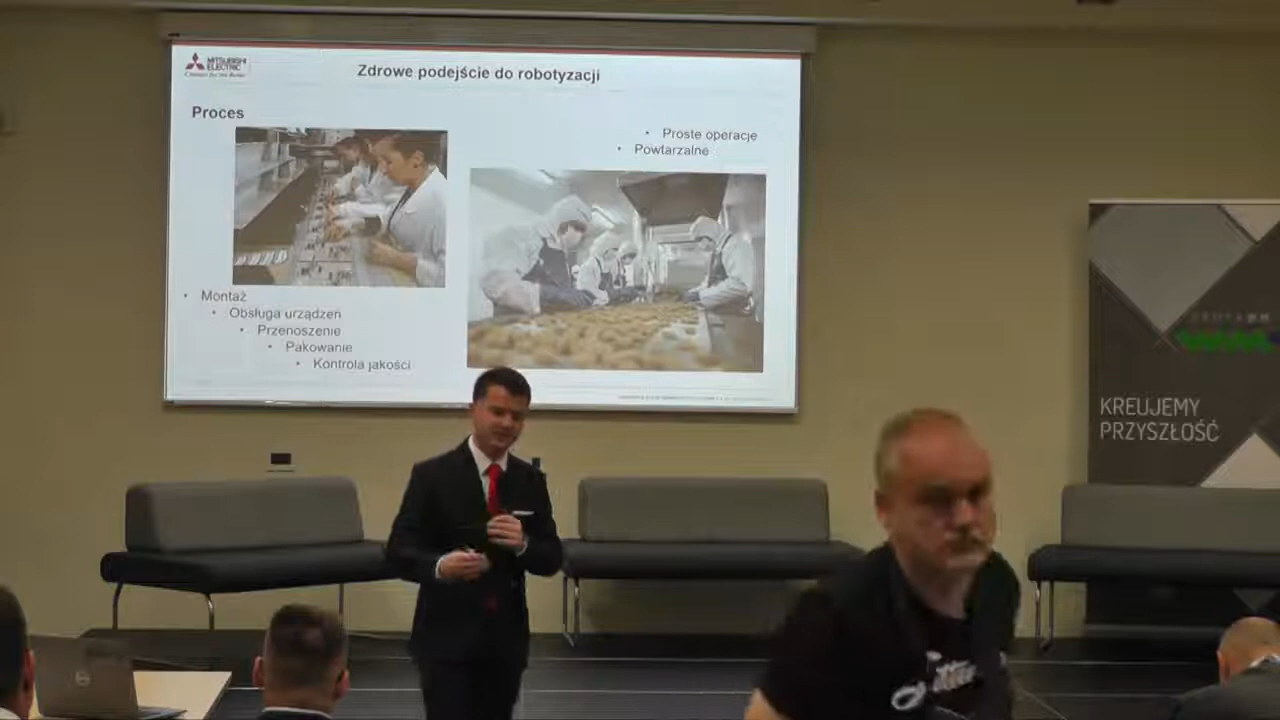 MITSUBISHI
ELECTRIC
Changes for the Better
Zdrowe podejście do robotyzacji
Proces
• Proste operacje
• Powtarzalne
• Montaż
• Obsługa urządzeń
• Przenoszenie
• Pakowanie
• Kontrola jakości
KREUJEMY
PRZYSZŁOŚĆ